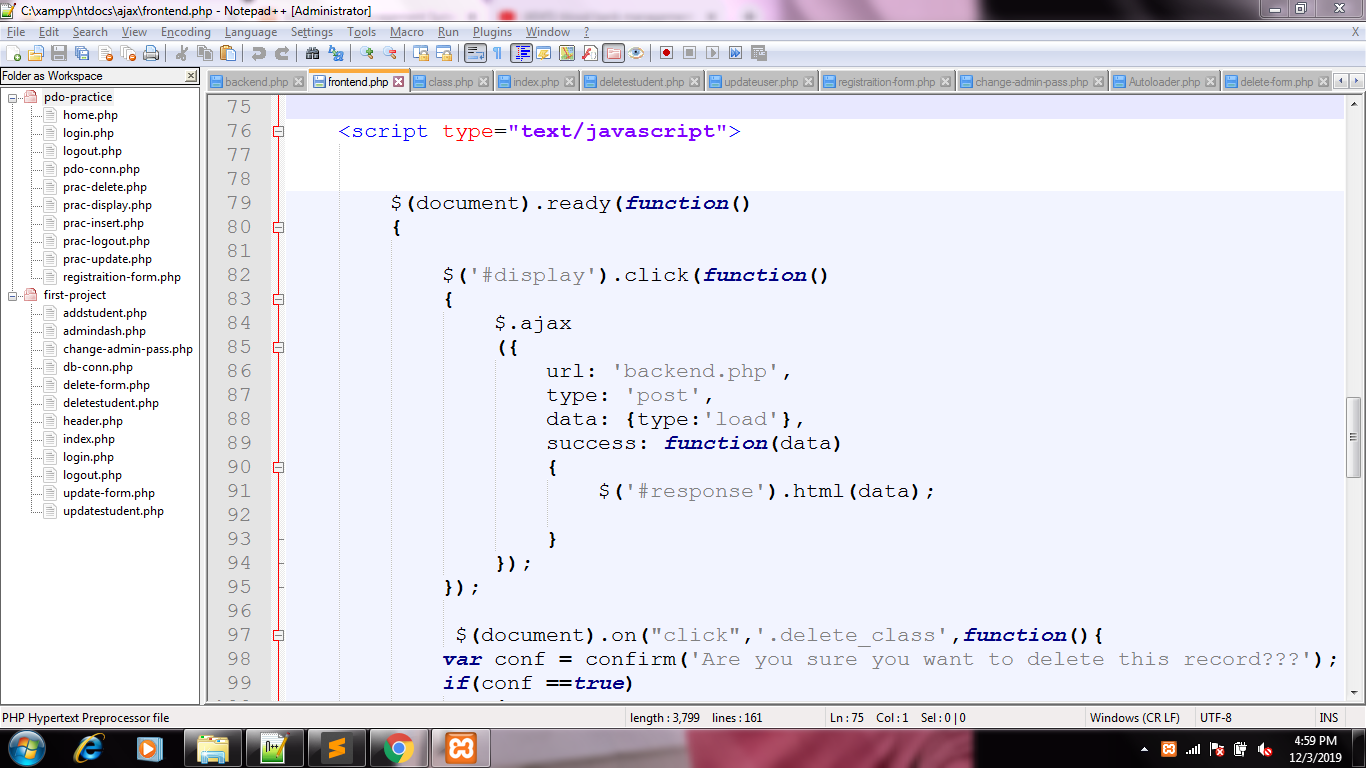 C:\xampp\htdocs\ajax\frontend.php - Notepad++ [Administrator]
File Edit Search View Encoding Language Settings Tools Macro Run Plugins Window ? X
Folder as Workspace
backend.php frontend.php class.php index.php deletestudent.php updateuser.php registraition-form.php change-admin-pass.php Autoloader.php delete-form.php
pdo-practice
home.php
login.php
logout.php
pdo-conn.php
prac-delete.php
prac-display.php
prac-insert.php
prac-logout.php
prac-update.php
registraition-form.php
first-project
addstudent.php
admindash.php
change-admin-pass.php
db-conn.php
delete-form.php
deletestudent.php
header.php
index.php
login.php
logout.php
update-form.php
updatestudent.php
75
76 <script type="text/javascript">
77
78
79 $(document).ready(function()
80 {
81
82 $('#display').click(function()
83 {
84 $.ajax
85 ({
86 url: 'backend.php',
87 type: 'post',
88 data: {type:'load'},
89 success: function(data)
90 {
91 $('#response').html(data);
92
93 }
94 });
95 });
96
97 $(document).on("click",'.delete_class',function(){
98 var conf = confirm('Are you sure you want to delete this record???');
99 if(conf ==true)
PHP Hypertext Preprocessor file length : 3,799 lines : 161 Ln : 75 Col : 1 Sel : 0 | 0 Windows (CR LF) UTF-8 INS
4:59 PM
12/3/2019